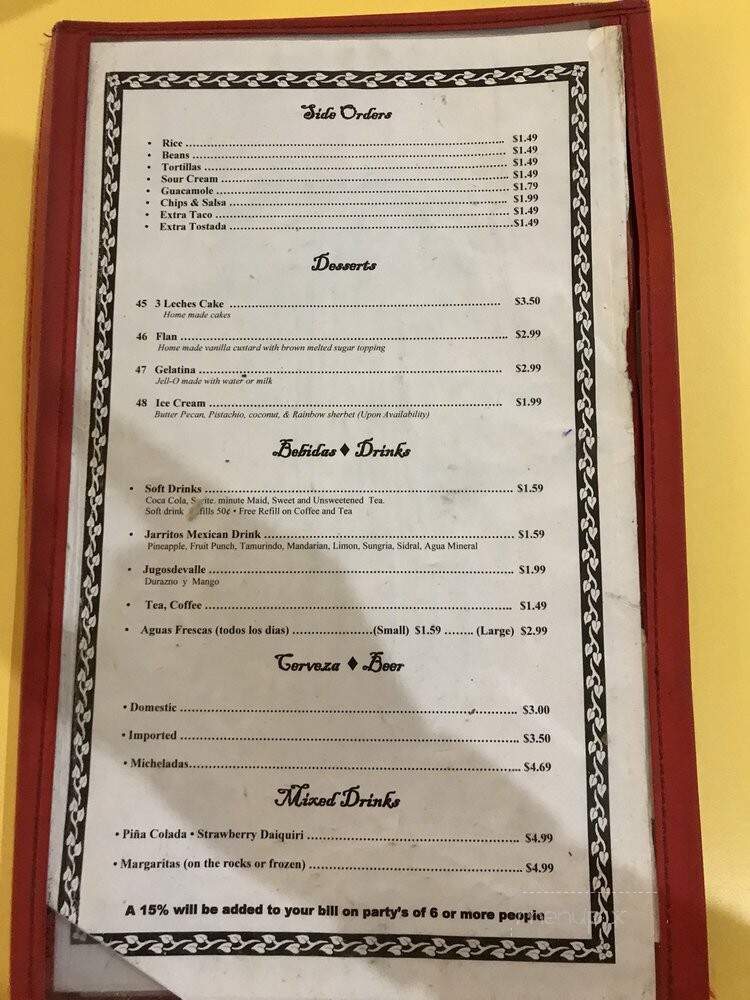 Side Orders
• Rice ........ $1.49
• Beans ........ $1.49
• Tortillas ........ $1.49
• Sour Cream ........ $1.49
• Guacamole ........ $1.79
• Chips & Salsa ........ $1.99
• Extra Taco ........ $1.49
• Extra Tostada ........ $1.49
Desserts
45 3 Leches Cake ........ $3.50
Home made cakes
46 Flan ........ $2.99
Home made vanilla custard with brown melted sugar topping
47 Gelatina ........ $2.99
Jell-O made with water or milk
48 Ice Cream ........ $1.99
Butter Pecan, Pistachio, coconut, & Rainbow sherbet (Upon Availability)
Bebidas ♦ Drinks
• Soft Drinks ........ $1.59
Coca Cola, minute Maid, Sweet and Unsweetened Tea.
Soft drink 50¢ • Free Refill on Coffee and Tea
• Jarritos Mexican Drink ........ $1.59
Pineapple, Fruit Punch, Tamurindo, Mandarian, Limon, Sungria, Sidral, Agua Mineral
• Jugosdevalle ........ $1.99
Durazno y Mango
• Tea, Coffee ........ $1.49
• Aguas Frescas (todos los dias) ........ (Small) $1.59 ........ (Large) $2.99
Cerveza ♦ Beer
• Domestic ........ $3.00
• Imported ........ $3.50
• Micheladas ........ $4.69
Mixed Drinks
• Piña Colada • Strawberry Daiquiri ........ $4.99
• Margaritas (on the rocks or frozen) ........ $4.99
A 15% will be added to your bill on party's of 6 or more people